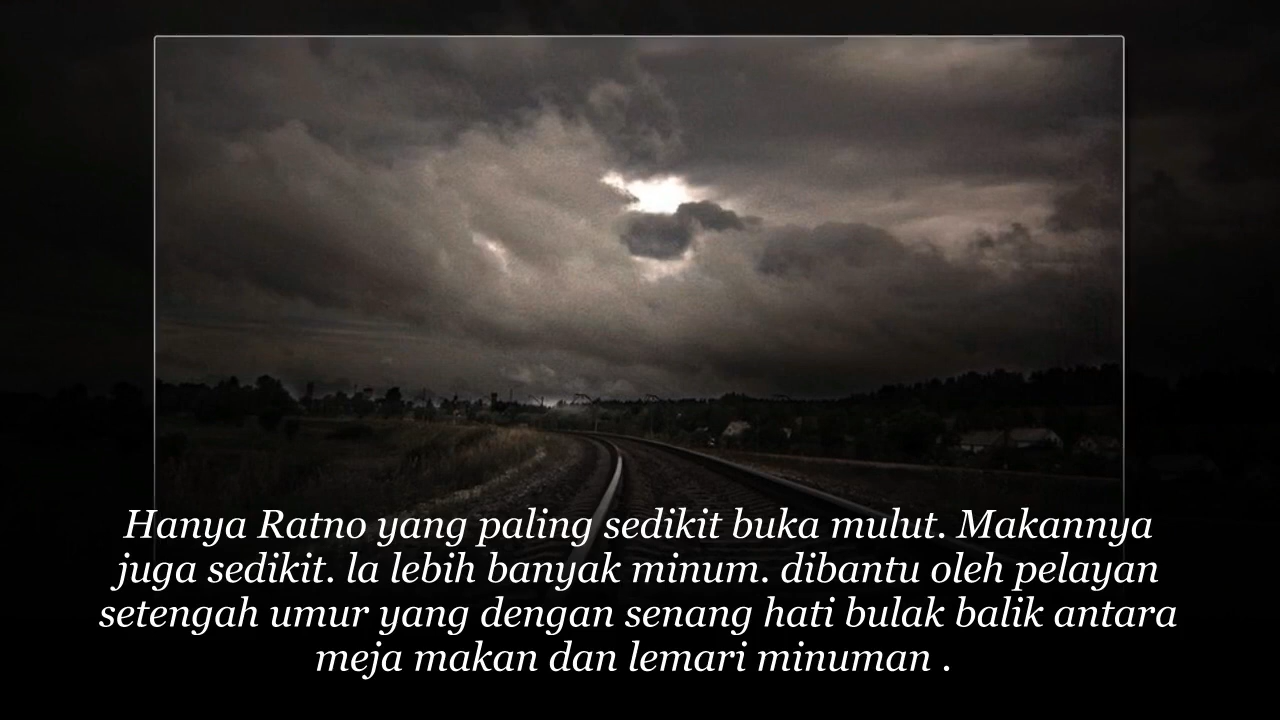 Hanya Ratno yang paling sedikit buka mulut. Makannya
juga sedikit. la lebih banyak minum. dibantu oleh pelayan
setengah umur yang dengan senang hati bulak balik antara
meja makan dan lemari minuman .